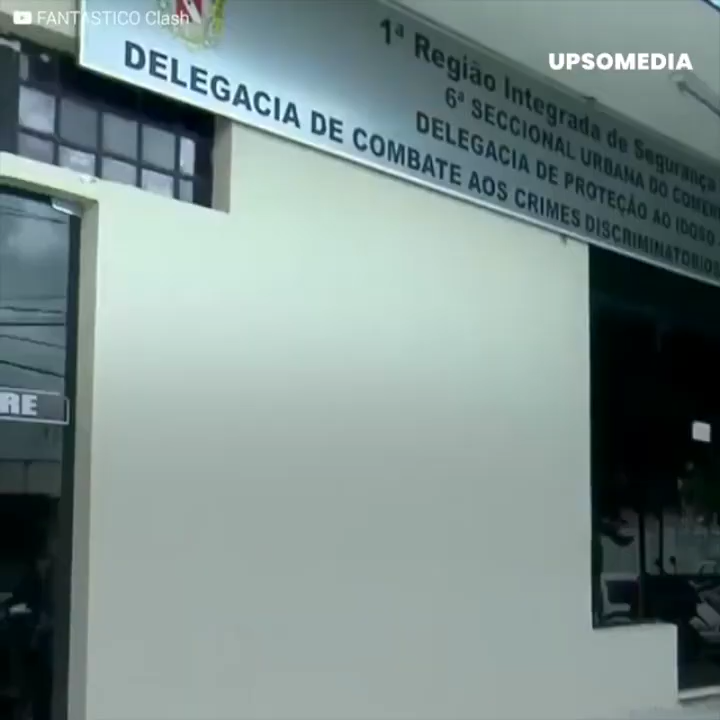 FANTÁSTICO Clash
UPSOMEDIA
1ª Região Integrada de Segurança
6ª SECCIONAL URBANA DO COMÉR
DELEGACIA DE PROTEÇÃO AO IDOSO
DELEGACIA DE COMBATE AOS CRIMES DISCRIMINATÓRIOS
RE